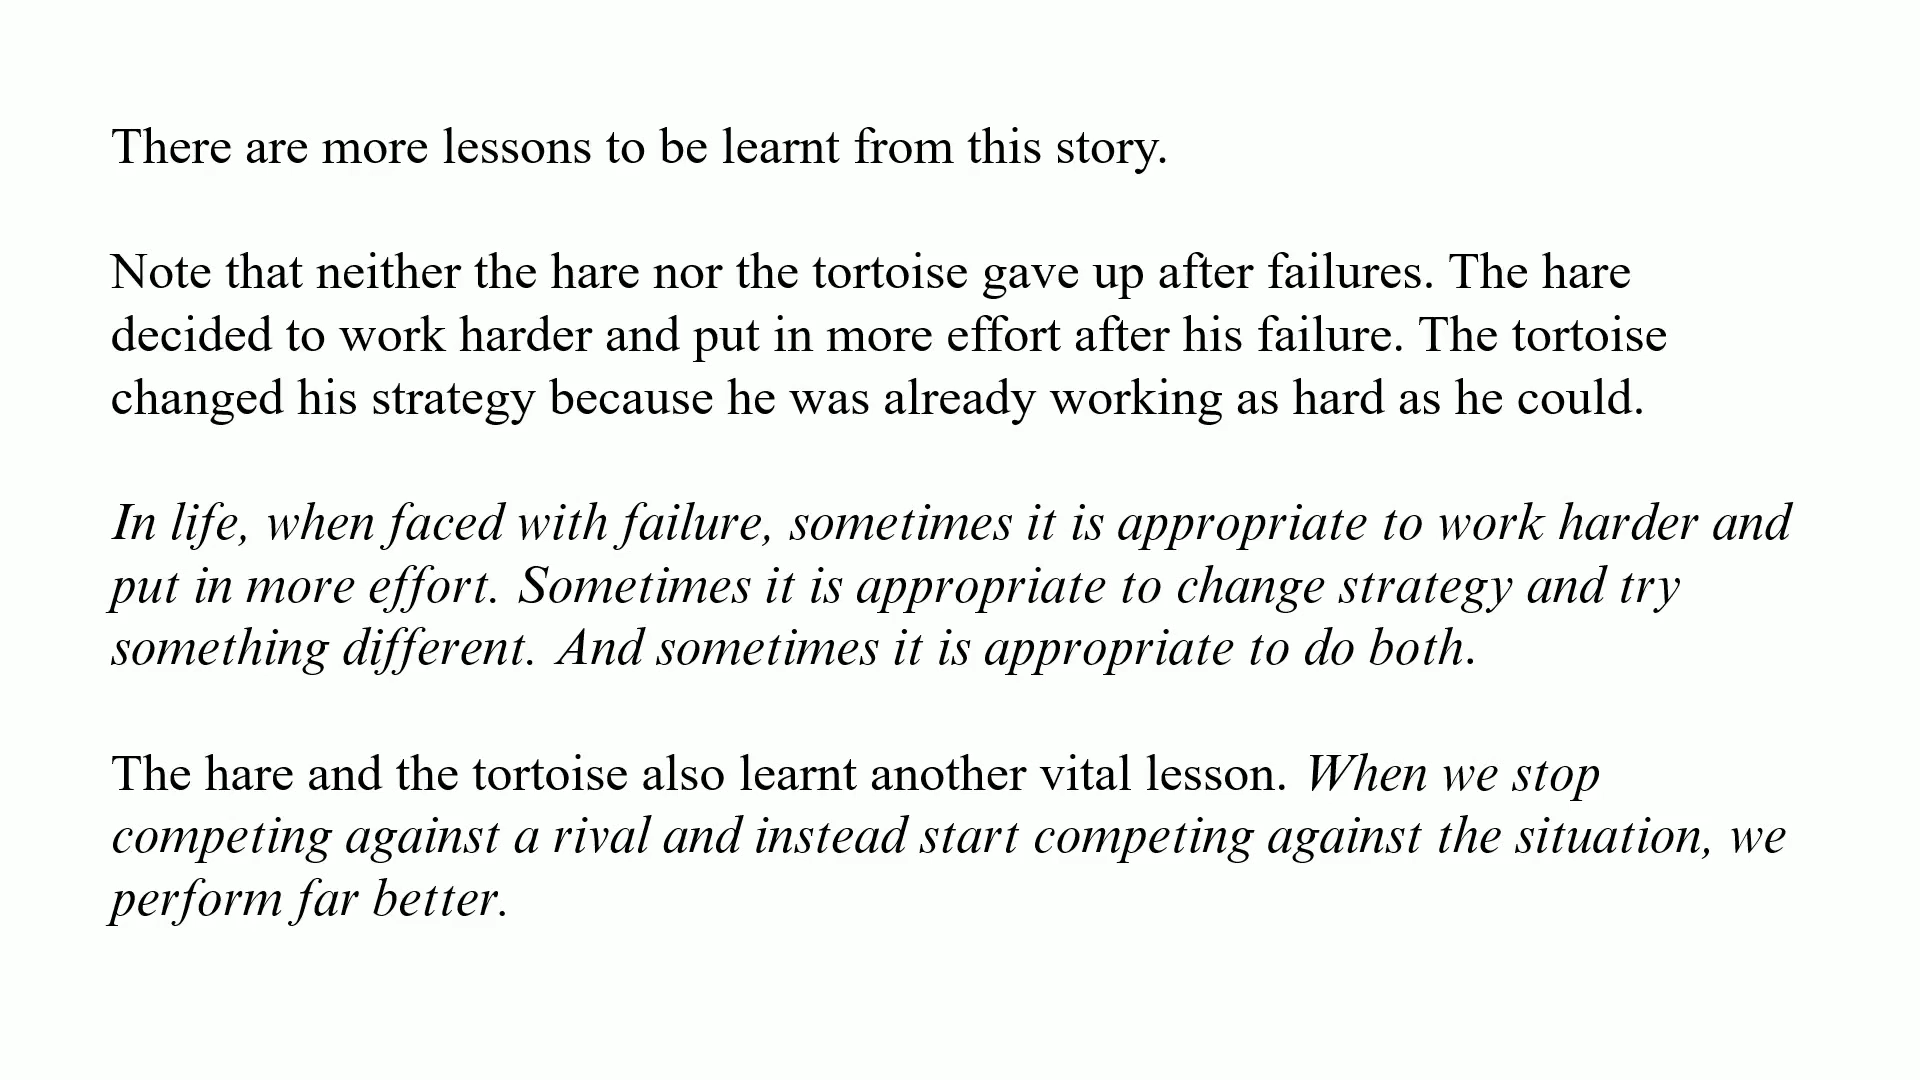 There are more lessons to be learnt from this story.
Note that neither the hare nor the tortoise gave up after failures. The hare
decided to work harder and put in more effort after his failure. The tortoise
changed his strategy because he was already working as hard as he could.
In life, when faced with failure, sometimes it is appropriate to work harder and
put in more effort. Sometimes it is appropriate to change strategy and try
something different. And sometimes it is appropriate to do both.
The hare and the tortoise also learnt another vital lesson. When we stop
competing against a rival and instead start competing against the situation, we
perform far better.